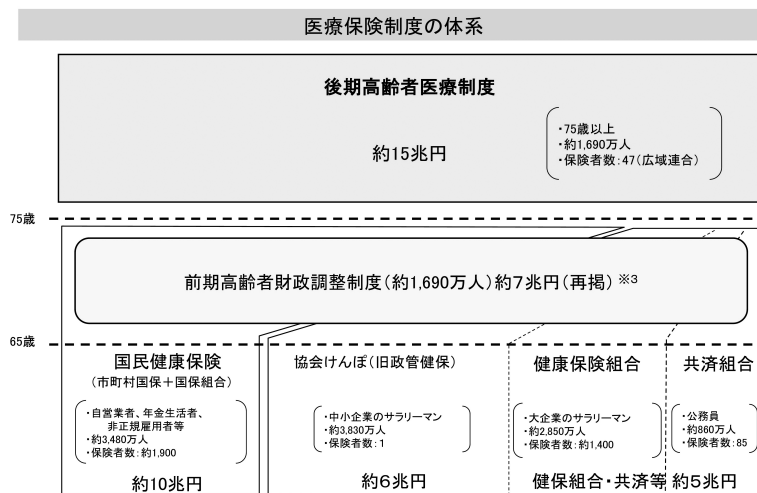 医療保険制度の体系
後期高齢者医療制度
約15兆円
・75歳以上
・約1,690万人
・保険者数:47(広域連合)
75歳
前期高齢者財政調整制度(約1,690万人)約7兆円(再掲)※3
65歳
国民健康保険
(市町村国保+国保組合)
・自営業者、年金生活者、
非正規雇用者等
・約3,480万人
・保険者数:約1,900
約10兆円
協会けんぽ(旧政管健保)
・中小企業のサラリーマン
・約3,830万人
・保険者数:1
約6兆円
健康保険組合
・大企業のサラリーマン
・約2,850万人
・保険者数:約1,400
共済組合
・公務員
・約860万人
・保険者数:85
健保組合・共済等 約5兆円